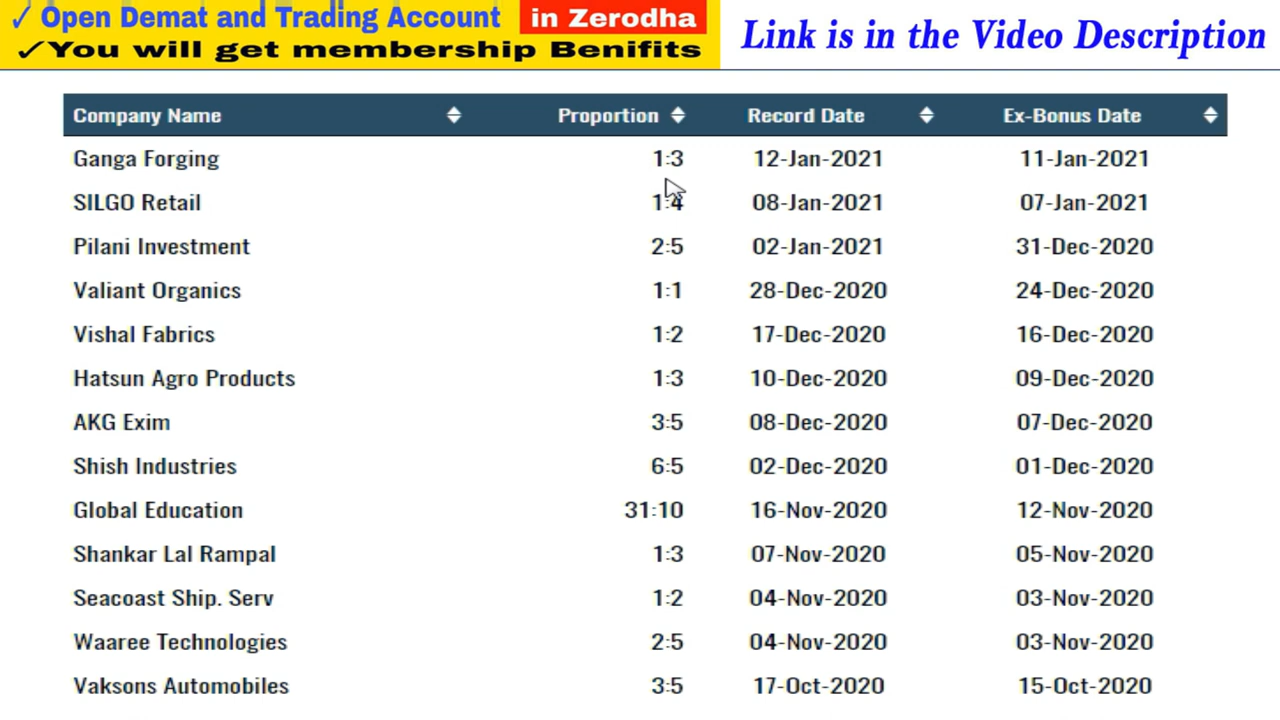 ✓ Open Demat and Trading Account in Zerodha
✓You will get membership Benifits
Link is in the Video Description
Company Name Proportion Record Date Ex-Bonus Date
Ganga Forging 1:3 12-Jan-2021 11-Jan-2021
SILGO Retail 1:4 08-Jan-2021 07-Jan-2021
Pilani Investment 2:5 02-Jan-2021 31-Dec-2020
Valiant Organics 1:1 28-Dec-2020 24-Dec-2020
Vishal Fabrics 1:2 17-Dec-2020 16-Dec-2020
Hatsun Agro Products 1:3 10-Dec-2020 09-Dec-2020
AKG Exim 3:5 08-Dec-2020 07-Dec-2020
Shish Industries 6:5 02-Dec-2020 01-Dec-2020
Global Education 31:10 16-Nov-2020 12-Nov-2020
Shankar Lal Rampal 1:3 07-Nov-2020 05-Nov-2020
Seacoast Ship. Serv 1:2 04-Nov-2020 03-Nov-2020
Waaree Technologies 2:5 04-Nov-2020 03-Nov-2020
Vaksons Automobiles 3:5 17-Oct-2020 15-Oct-2020